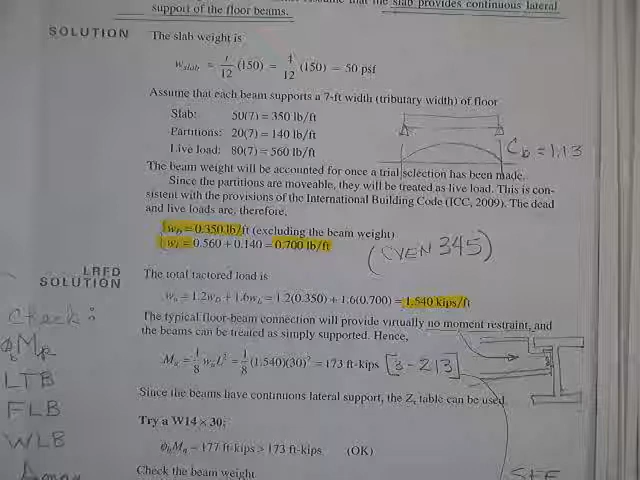 slab provides continuous lateral
support of the floor beams.
SOLUTION The slab weight is
w_slab = t/12 (150) = 4/12 (150) = 50 psf
Assume that each beam supports a 7-ft width (tributary width) of floor
Slab: 50(7) = 350 lb/ft
Partitions: 20(7) = 140 lb/ft
Live load: 80(7) = 560 lb/ft
C_b = 1.13
The beam weight will be accounted for once a trial selection has been made.
Since the partitions are moveable, they will be treated as live load. This is con-
sistent with the provisions of the International Building Code (ICC, 2009). The dead
and live loads are, therefore,
w_D = 0.350 lb/ft (excluding the beam weight)
w_L = 0.560 + 0.140 = 0.700 lb/ft
(CVEN 345)
LRFD
SOLUTION
The total factored load is
w_u = 1.2w_D + 1.6w_L = 1.2(0.350) + 1.6(0.700) = 1.540 kips/ft
The typical floor-beam connection will provide virtually no moment restraint, and
the beams can be treated as simply supported. Hence,
M_u = 1/8 w_u L² = 1/8 (1.540)(30)² = 173 ft-kips [3-213]
Since the beams have continuous lateral support, the Z_x table can be used.
Try a W14 × 30:
ϕ_b M_n = 177 ft-kips > 173 ft-kips (OK)
Check the beam weight.
Check:
LTB
FLB
WLB